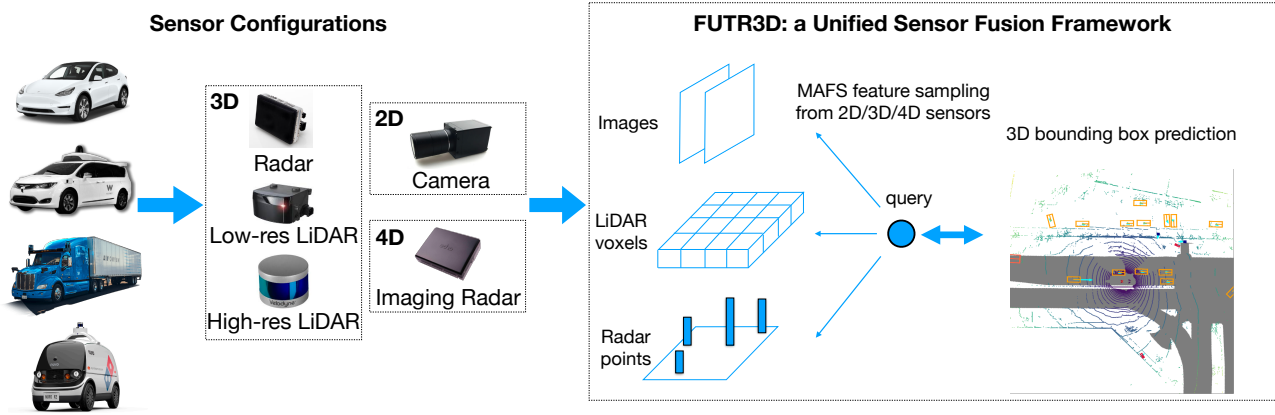 Sensor Configurations
3D
Radar
Low-res LiDAR
Velodyne
High-res LiDAR
2D
Camera
4D
Imaging Radar
FUTR3D: a Unified Sensor Fusion Framework
Images
MAFS feature sampling
from 2D/3D/4D sensors
LiDAR
voxels
query
Radar
points
3D bounding box prediction